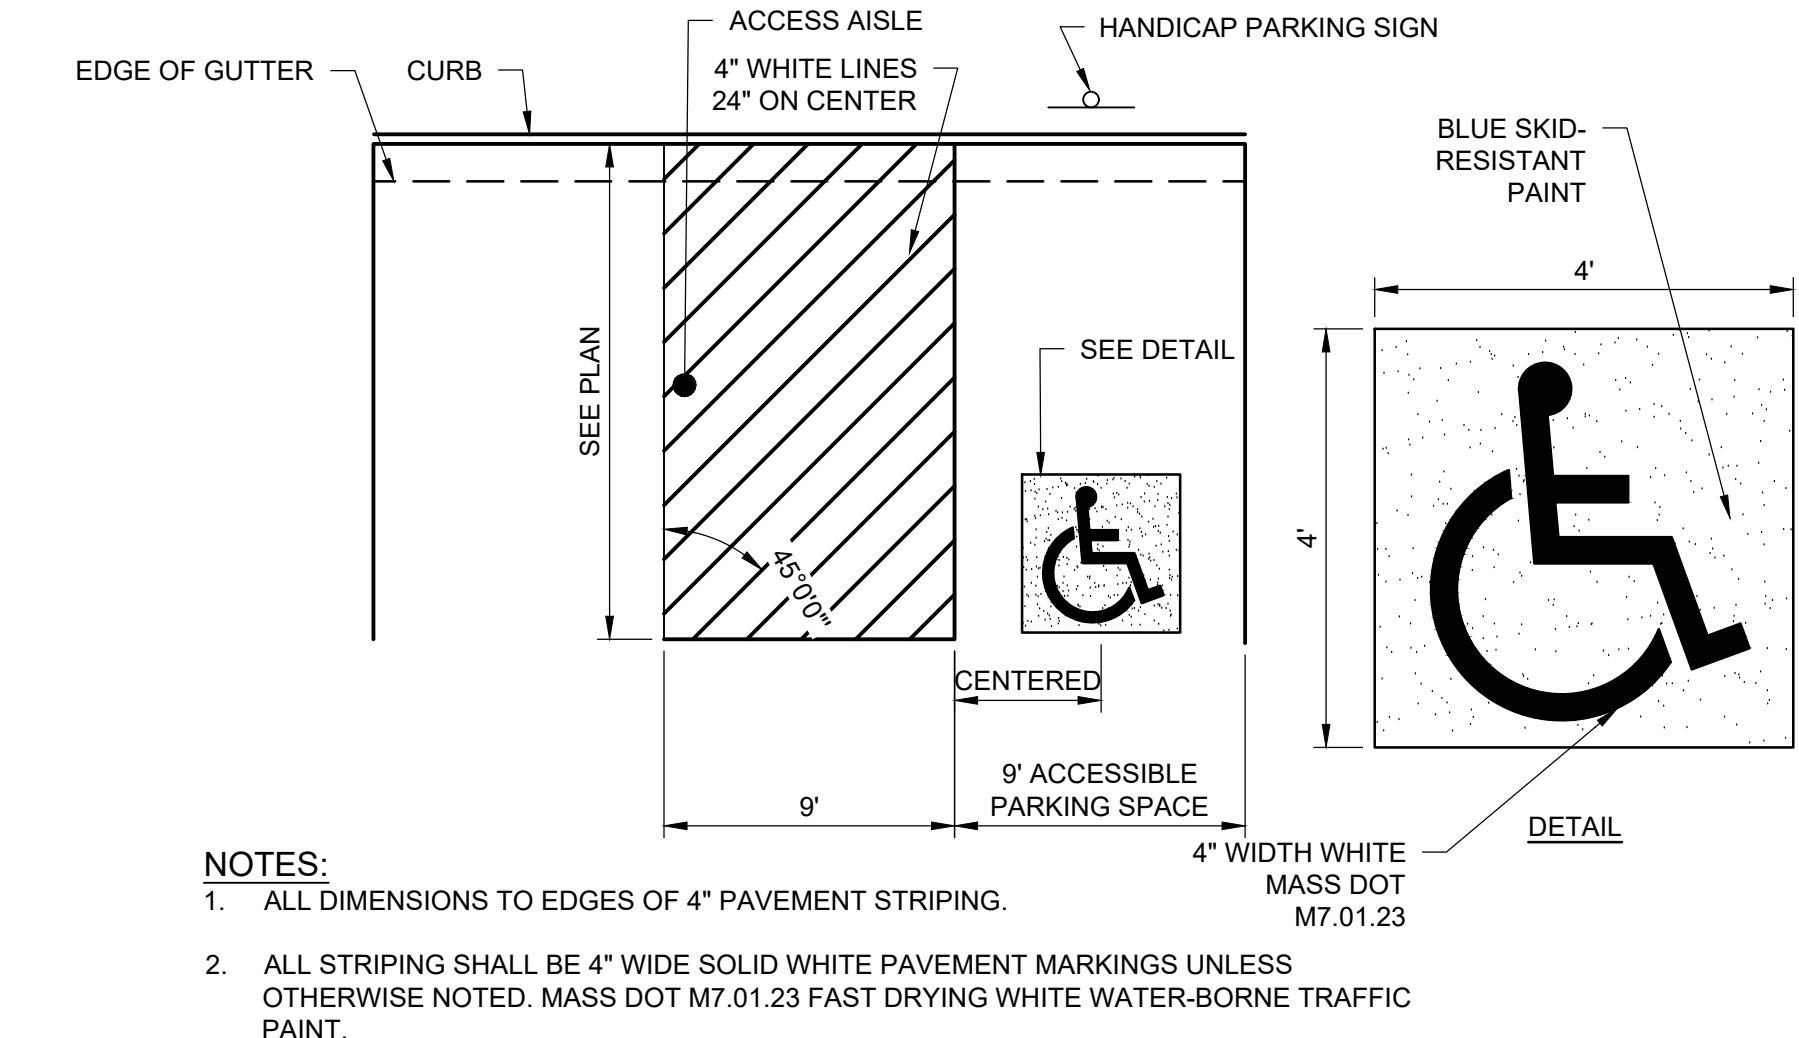 ACCESS AISLE
HANDICAP PARKING SIGN
EDGE OF GUTTER
CURB
4" WHITE LINES
24" ON CENTER
BLUE SKID-
RESISTANT
PAINT
4'
SEE PLAN
SEE DETAIL
4'
45°0'0"
CENTERED
9'
9' ACCESSIBLE
PARKING SPACE
DETAIL
4" WIDTH WHITE
MASS DOT
M7.01.23
NOTES:
1. ALL DIMENSIONS TO EDGES OF 4" PAVEMENT STRIPING.
2. ALL STRIPING SHALL BE 4" WIDE SOLID WHITE PAVEMENT MARKINGS UNLESS
OTHERWISE NOTED. MASS DOT M7.01.23 FAST DRYING WHITE WATER-BORNE TRAFFIC
PAINT.